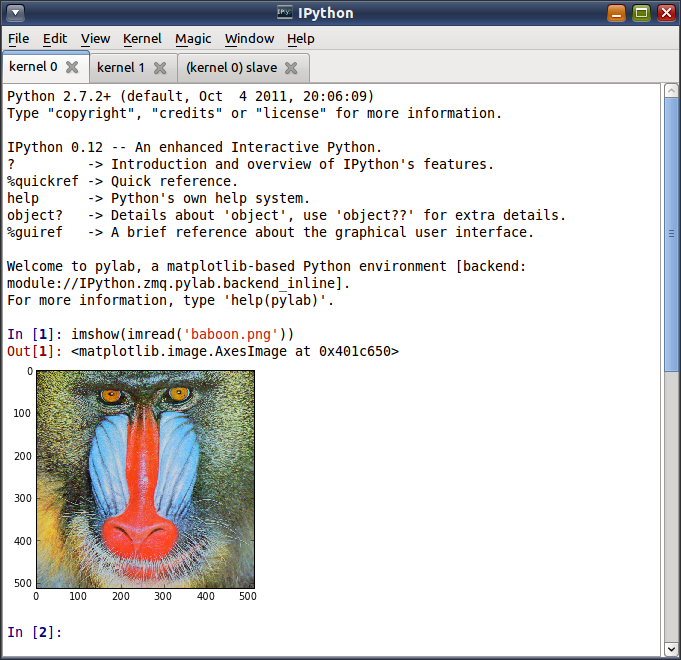 IPy IPython
File Edit View Kernel Magic Window Help
kernel 0 kernel 1 (kernel 0) slave
Python 2.7.2+ (default, Oct  4 2011, 20:06:09)
Type "copyright", "credits" or "license" for more information.
IPython 0.12 -- An enhanced Interactive Python.
?         -> Introduction and overview of IPython's features.
%quickref -> Quick reference.
help      -> Python's own help system.
object?   -> Details about 'object', use 'object??' for extra details.
%guiref   -> A brief reference about the graphical user interface.
Welcome to pylab, a matplotlib-based Python environment [backend:
module://IPython.zmq.pylab.backend_inline].
For more information, type 'help(pylab)'.
In [1]: imshow(imread('baboon.png'))
Out[1]: <matplotlib.image.AxesImage at 0x401c650>
0
100
200
300
400
500
0 100 200 300 400 500
In [2]: